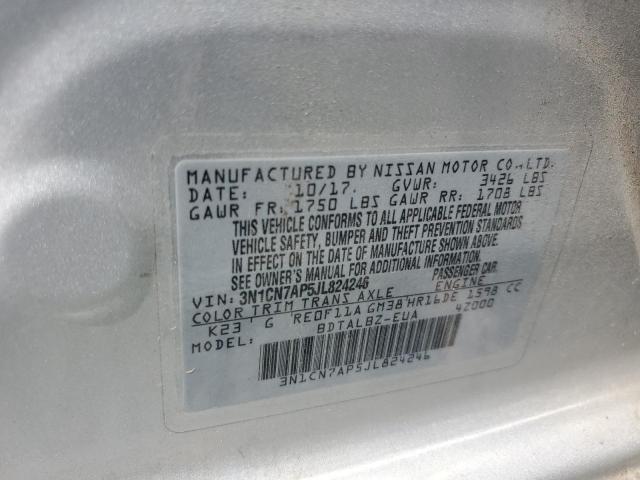 MANUFACTURED BY NISSAN MOTOR CO.,LTD.
DATE: 10/17. GVWR: 3426 LBS
GAWR FR: 1750 LBS GAWR RR: 1708 LBS
THIS VEHICLE CONFORMS TO ALL APPLICABLE FEDERAL MOTOR
VEHICLE SAFETY, BUMPER AND THEFT PREVENTION STANDARDS
IN EFFECT ON THE DATE OF MANUFACTURE SHOWN ABOVE.
SEE OWNER'S MANUAL FOR ADDITIONAL INFORMATION
VIN: 3N1CN7AP5JL824246 PASSENGER CAR.
COLOR TRIM TRANS AXLE ENGINE
K23 G RE0F11A GM38 HR16DE 1598 CC
MODEL: BDTALBZ-EUA 42000
3N1CN7AP5JL824246